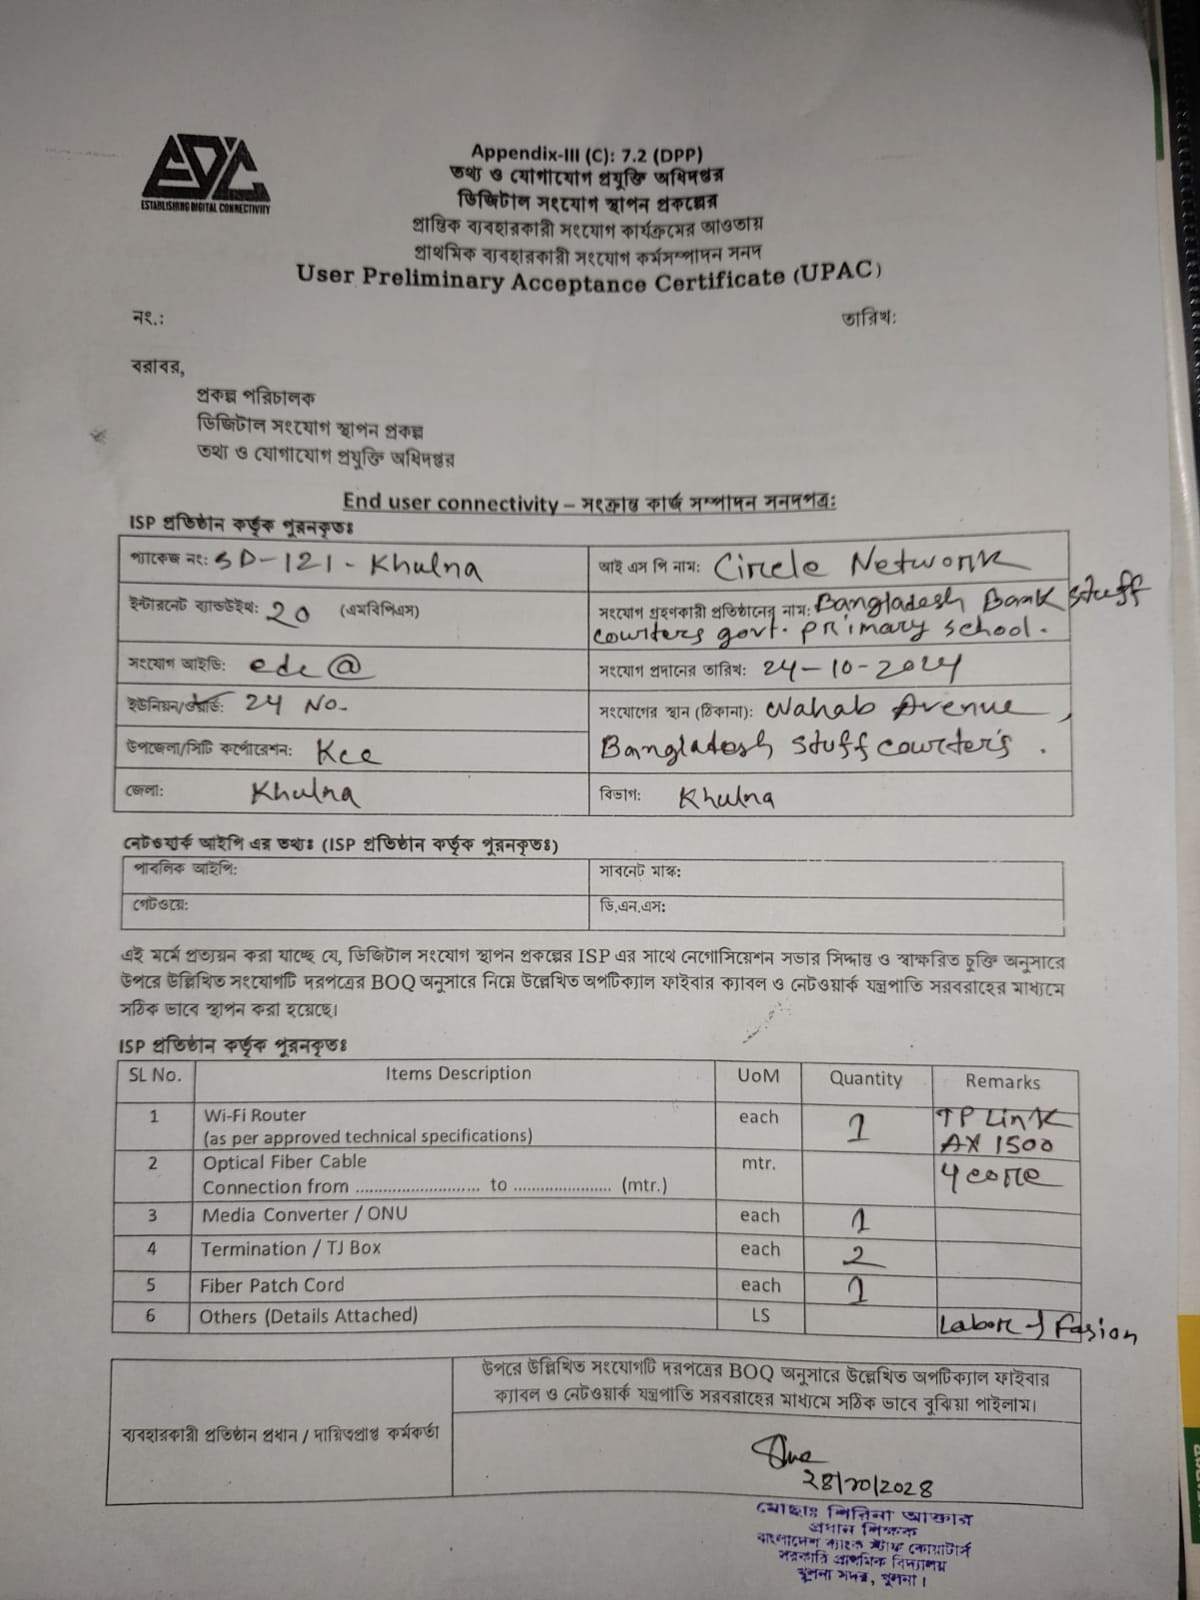 EDC
ESTABLISHING DIGITAL CONNECTIVITY
Appendix-III (C): 7.2 (DPP)
তথ্য ও যোগাযোগ প্রযুক্তি অধিদপ্তর
ডিজিটাল সংযোগ স্থাপন প্রকল্পের
প্রান্তিক ব্যবহারকারী সংযোগ কার্যক্রমের আওতায়
প্রাথমিক ব্যবহারকারী সংযোগ কর্মসম্পাদন সনদ
User Preliminary Acceptance Certificate (UPAC)
নং.:
তারিখ:
বরাবর,
প্রকল্প পরিচালক
ডিজিটাল সংযোগ স্থাপন প্রকল্প
তথ্য ও যোগাযোগ প্রযুক্তি অধিদপ্তর
End user connectivity – সংক্রান্ত কার্জ সম্পাদন সনদপত্র:
ISP প্রতিষ্ঠান কর্তৃক পুরনকৃতঃ
প্যাকেজ নং: SD-121- Khulna
আই এস পি নাম: Circle Network
ইন্টারনেট ব্যান্ডউইথ: 20 (এমবিপিএস)
সংযোগ গ্রহণকারী প্রতিষ্ঠানের নাম: Bangladesh Bank stuff
courters govt. primary school.
সংযোগ আইডি: edc @
সংযোগ প্রদানের তারিখ: 24-10-2024
ইউনিয়ন/ওয়ার্ড: 24 No-
সংযোগের স্থান (ঠিকানা): Wahab Avenue,
Bangladesh stuff courter's.
উপজেলা/সিটি কর্পোরেশন: Kcc
জেলা: Khulna
বিভাগ: Khulna
নেটওয়ার্ক আইপি এর তথ্যঃ (ISP প্রতিষ্ঠান কর্তৃক পুরনকৃতঃ)
পাবলিক আইপি:
সাবনেট মাস্ক:
গেটওয়ে:
ডি.এন.এস:
এই মর্মে প্রত্যয়ন করা যাচ্ছে যে, ডিজিটাল সংযোগ স্থাপন প্রকল্পের ISP এর সাথে নেগোসিয়েশন সভার সিদ্দান্ত ও স্বাক্ষরিত চুক্তি অনুসারে
উপরে উল্লিখিত সংযোগটি দরপত্রের BOQ অনুসারে নিম্নে উল্লেখিত অপটিক্যাল ফাইবার ক্যাবল ও নেটওয়ার্ক যন্ত্রপাতি সরবরাহের মাধ্যমে
সঠিক ভাবে স্থাপন করা হয়েছে।
ISP প্রতিষ্ঠান কর্তৃক পুরনকৃতঃ
SL No. Items Description UoM Quantity Remarks
1 Wi-Fi Router each 1 TP Link
(as per approved technical specifications) AX 1500
2 Optical Fiber Cable mtr. 4 core
Connection from ........................... to ...................... (mtr.)
3 Media Converter / ONU each 1
4 Termination / TJ Box each 2
5 Fiber Patch Cord each 1
6 Others (Details Attached) LS Labor
উপরে উল্লিখিত সংযোগটি দরপত্রের BOQ অনুসারে উল্লেখিত অপটিক্যাল ফাইবার
ক্যাবল ও নেটওয়ার্ক যন্ত্রপাতি সরবরাহের মাধ্যমে সঠিক ভাবে বুঝিয়া পাইলাম।
ব্যবহারকারী প্রতিষ্ঠান প্রধান / দায়িত্বপ্রাপ্ত কর্মকর্তা
২৪/১০/২০২৪
মোছাঃ শিরিনা আক্তার
প্রধান শিক্ষক
বাংলাদেশ ব্যাংক স্টাফ কোয়ার্টার্স
সরকারি প্রাথমিক বিদ্যালয়
খুলনা সদর, খুলনা।